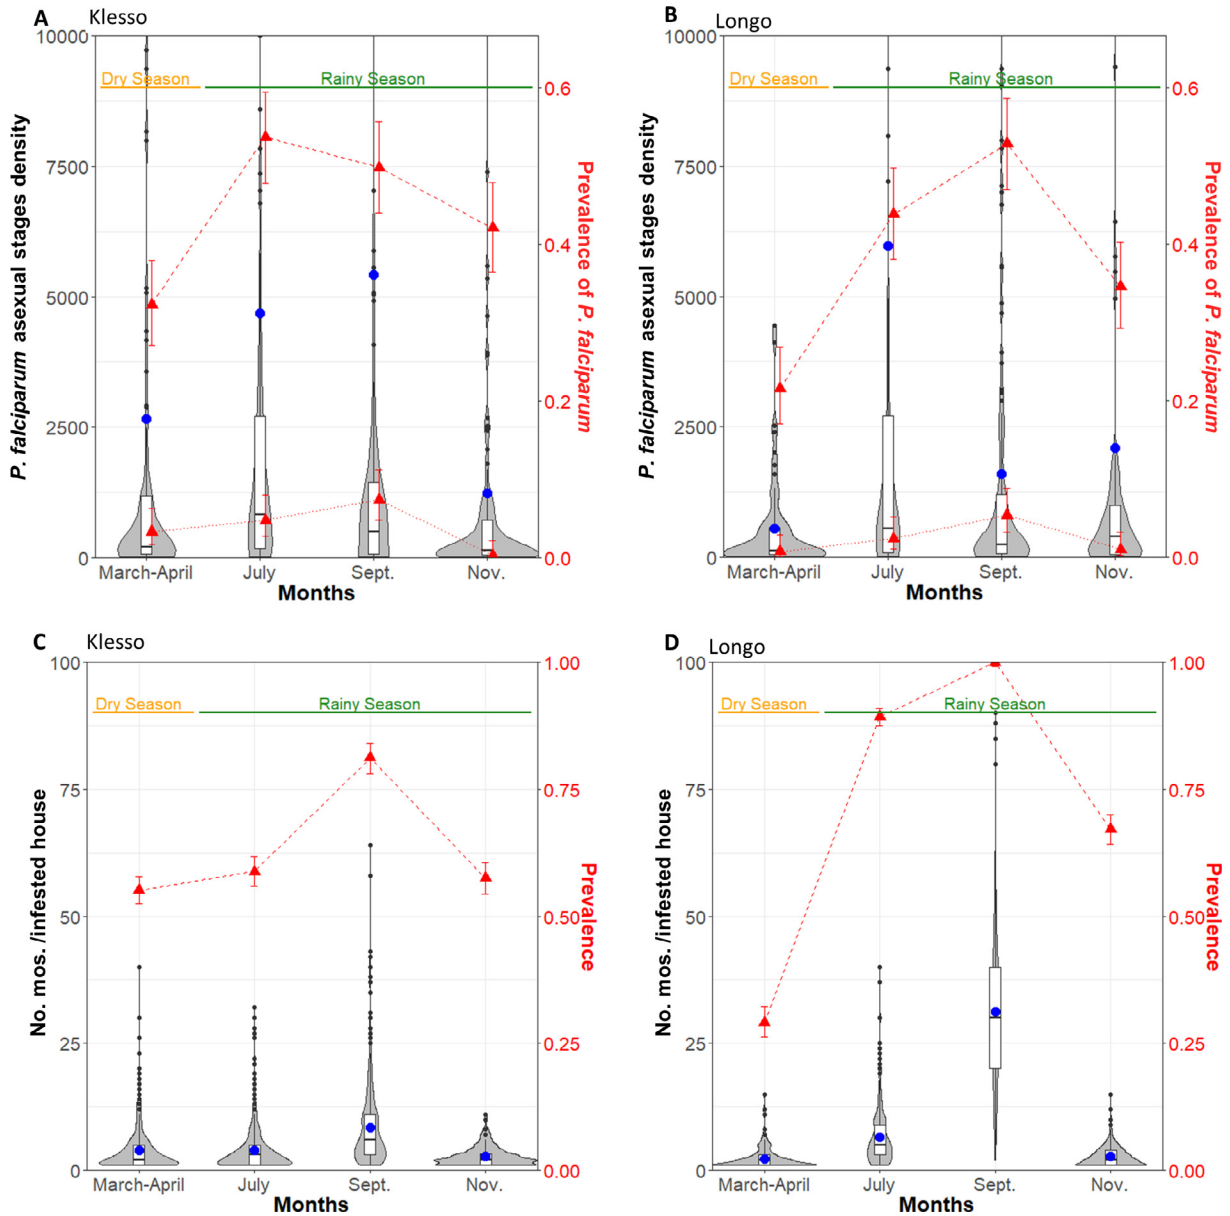 A Klesso
10000
7500
5000
2500
0
P. falciparum asexual stages density
Dry Season
Rainy Season
0.6
0.4
0.2
0.0
Prevalence of P. falciparum
March-April July Sept. Nov.
Months
B Longo
10000
7500
5000
2500
0
P. falciparum asexual stages density
Dry Season
Rainy Season
0.6
0.4
0.2
0.0
Prevalence of P. falciparum
March-April July Sept. Nov.
Months
C Klesso
100
75
50
25
0
No. mos. /infested house
Dry Season
Rainy Season
1.00
0.75
0.50
0.25
0.00
Prevalence
March-April July Sept. Nov.
Months
D Longo
100
75
50
25
0
No. mos. /infested house
Dry Season
Rainy Season
1.00
0.75
0.50
0.25
0.00
Prevalence
March-April July Sept. Nov.
Months